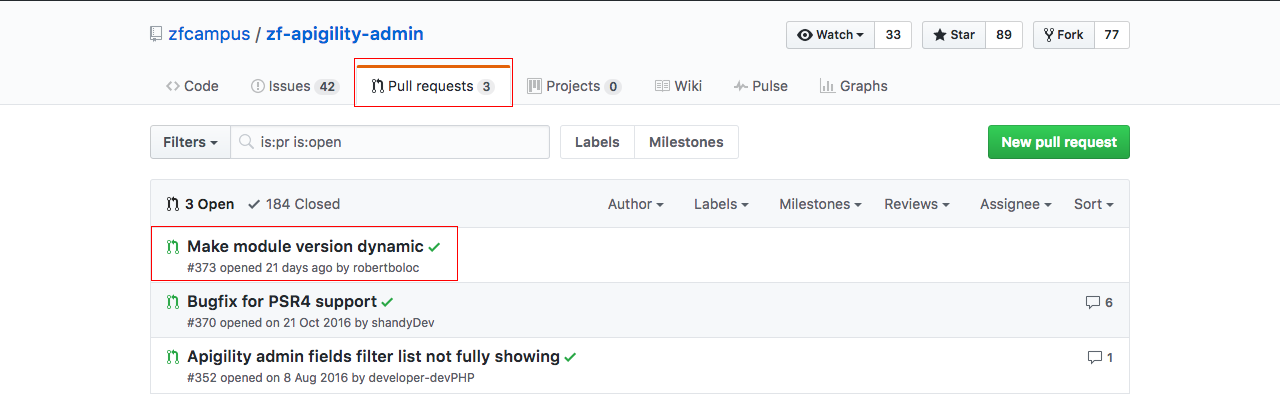 zfcampus / zf-apigility-admin
Watch 33 Star 89 Fork 77
Code Issues 42 Pull requests 3 Projects 0 Wiki Pulse Graphs
Filters is:pr is:open Labels Milestones New pull request
3 Open 184 Closed Author Labels Milestones Reviews Assignee Sort
Make module version dynamic
#373 opened 21 days ago by robertboloc
Bugfix for PSR4 support 6
#370 opened on 21 Oct 2016 by shandyDev
Apigility admin fields filter list not fully showing 1
#352 opened on 8 Aug 2016 by developer-devPHP